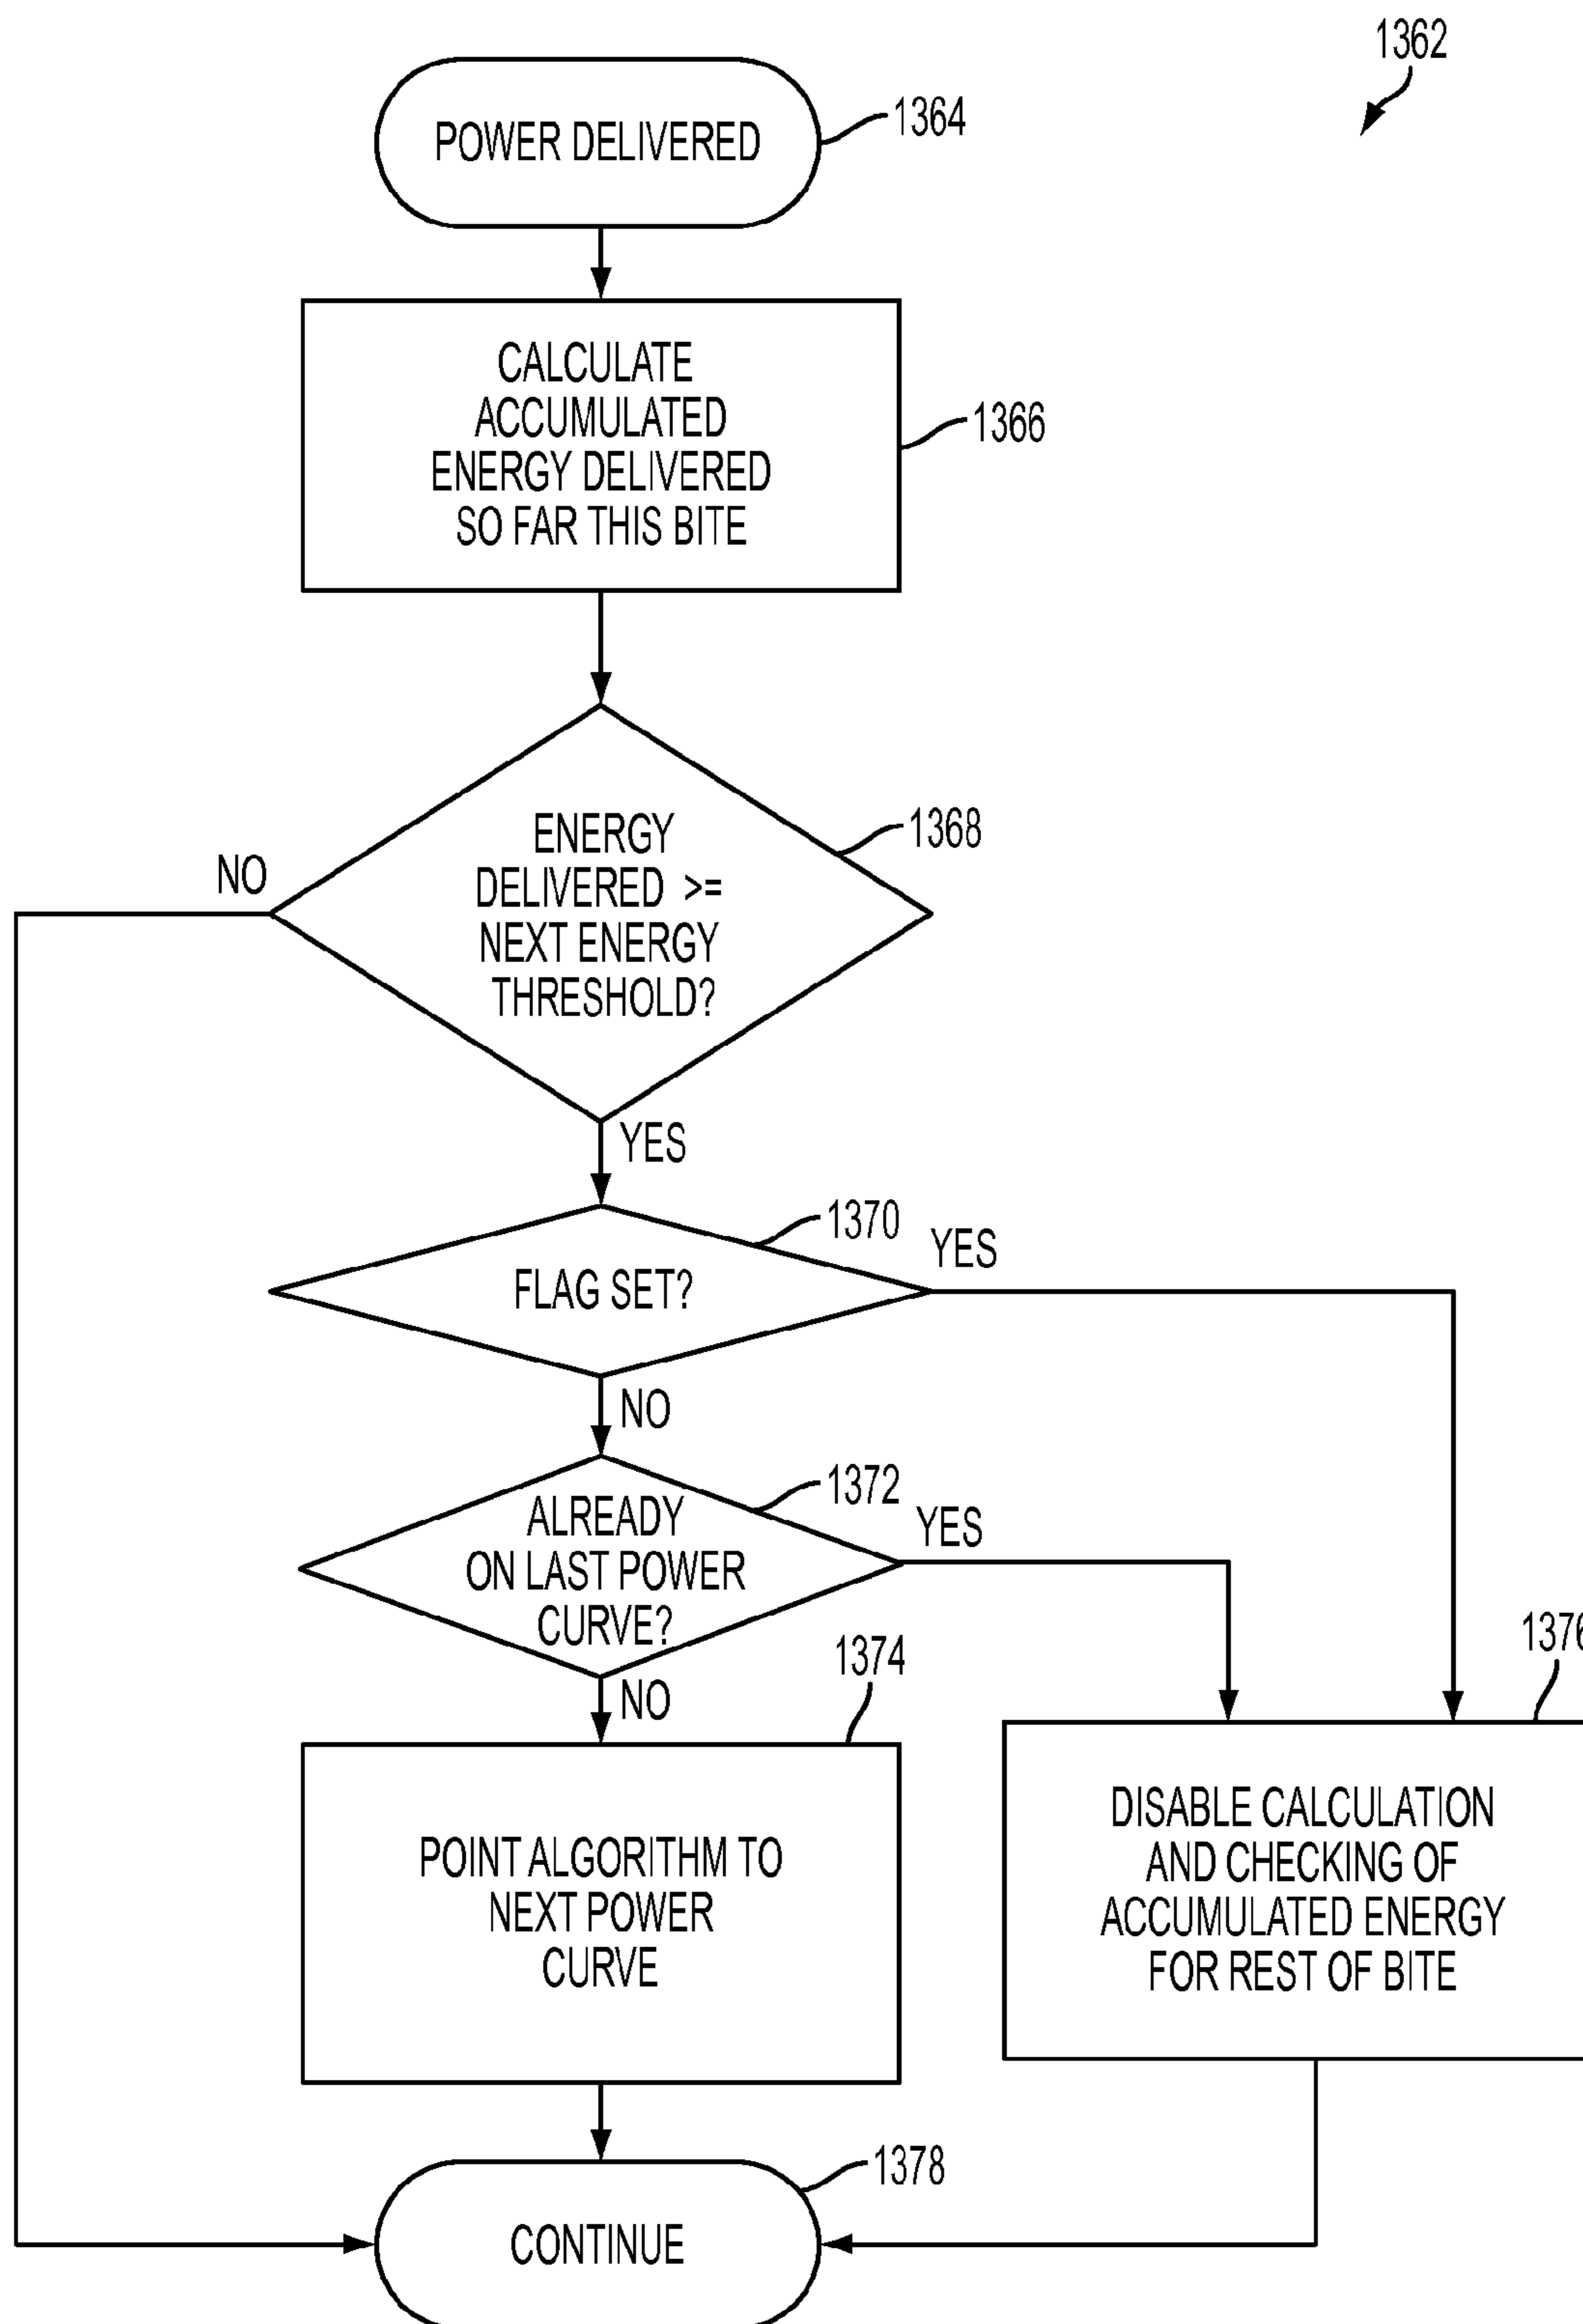 1362
POWER DELIVERED
1364
CALCULATE
ACCUMULATED
ENERGY DELIVERED
SO FAR THIS BITE
1366
ENERGY
DELIVERED >=
NEXT ENERGY
THRESHOLD?
1368
NO
YES
FLAG SET?
1370
YES
NO
ALREADY
ON LAST POWER
CURVE?
1372
YES
NO
1374
POINT ALGORITHM TO
NEXT POWER
CURVE
1376
DISABLE CALCULATION
AND CHECKING OF
ACCUMULATED ENERGY
FOR REST OF BITE
CONTINUE
1378